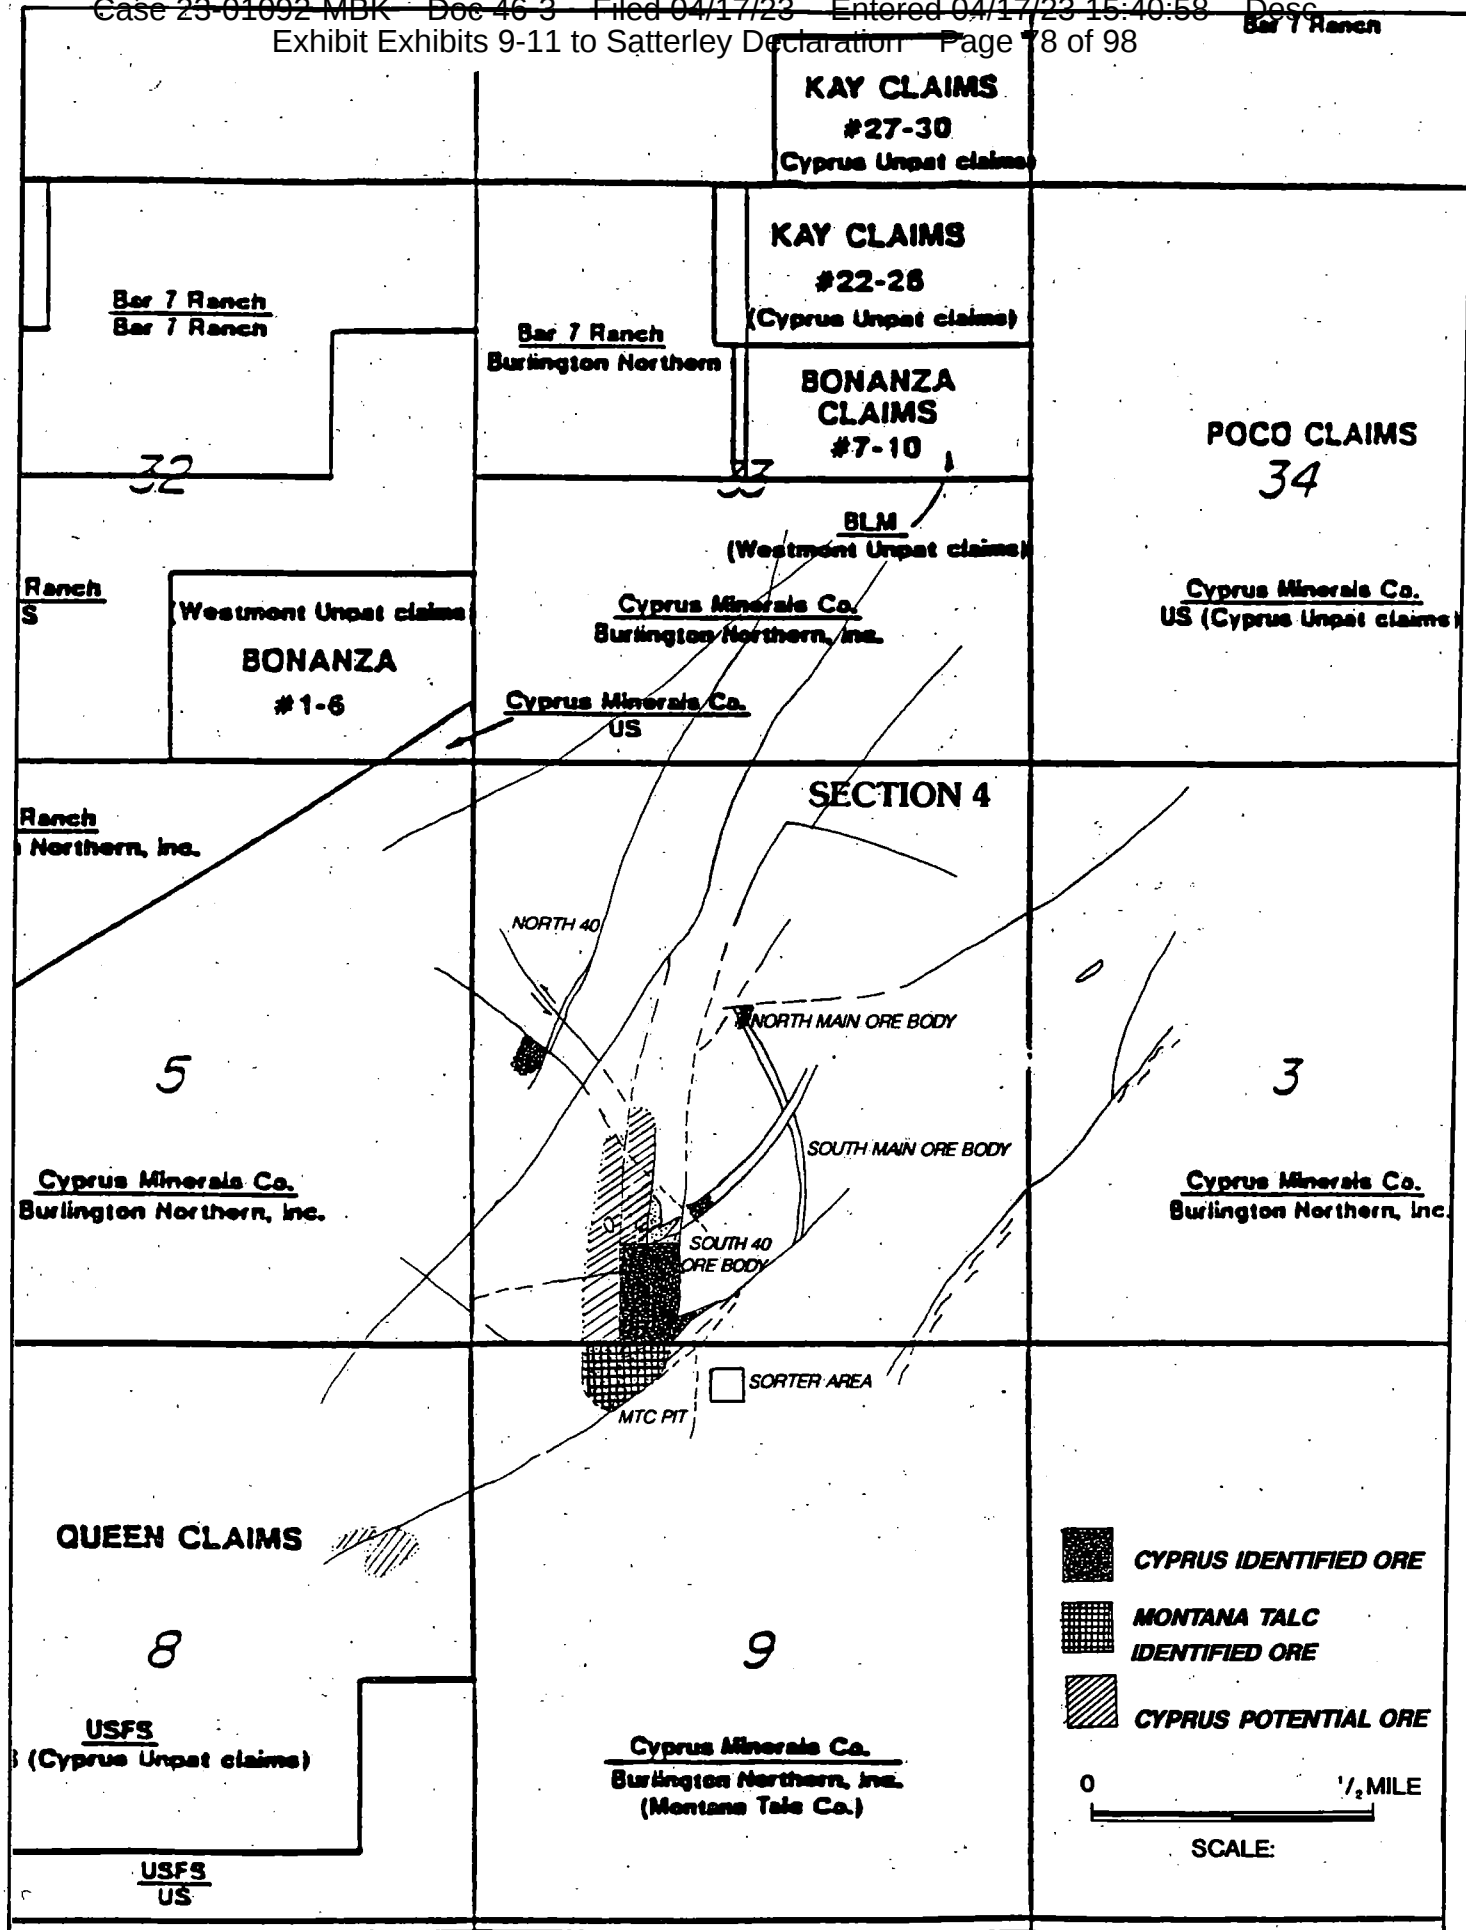 Case 23-01092-MBK Doc 46-3 Filed 04/17/23 Entered 04/17/23 15:40:58 Desc
Exhibit Exhibits 9-11 to Satterley Declaration Page 78 of 98
Bar 7 Ranch
KAY CLAIMS
#27-30
Cyprus Unpat claims
KAY CLAIMS
#22-26
(Cyprus Unpat claims)
Bar 7 Ranch
Bar 7 Ranch
Bar 7 Ranch
Burlington Northern
BONANZA
CLAIMS
#7-10
POCO CLAIMS
32
34
BLM
(Westmont Unpat claims)
Ranch
S
(Westmont Unpat claims)
BONANZA
#1-6
Cyprus Minerals Co.
Burlington Northern, Inc.
Cyprus Minerals Co.
US (Cyprus Unpat claims)
Cyprus Minerals Co.
US
SECTION 4
Ranch
Northern, Inc.
NORTH 40
NORTH MAIN ORE BODY
5
3
SOUTH MAIN ORE BODY
Cyprus Minerals Co.
Burlington Northern, Inc.
Cyprus Minerals Co.
Burlington Northern, Inc.
SOUTH 40
ORE BODY
SORTER AREA
MTC PIT
QUEEN CLAIMS
8
9
CYPRUS IDENTIFIED ORE
MONTANA TALC
IDENTIFIED ORE
CYPRUS POTENTIAL ORE
USFS
(Cyprus Unpat claims)
Cyprus Minerals Co.
Burlington Northern, Inc.
(Montana Talc Co.)
0 1/2 MILE
SCALE:
USFS
US